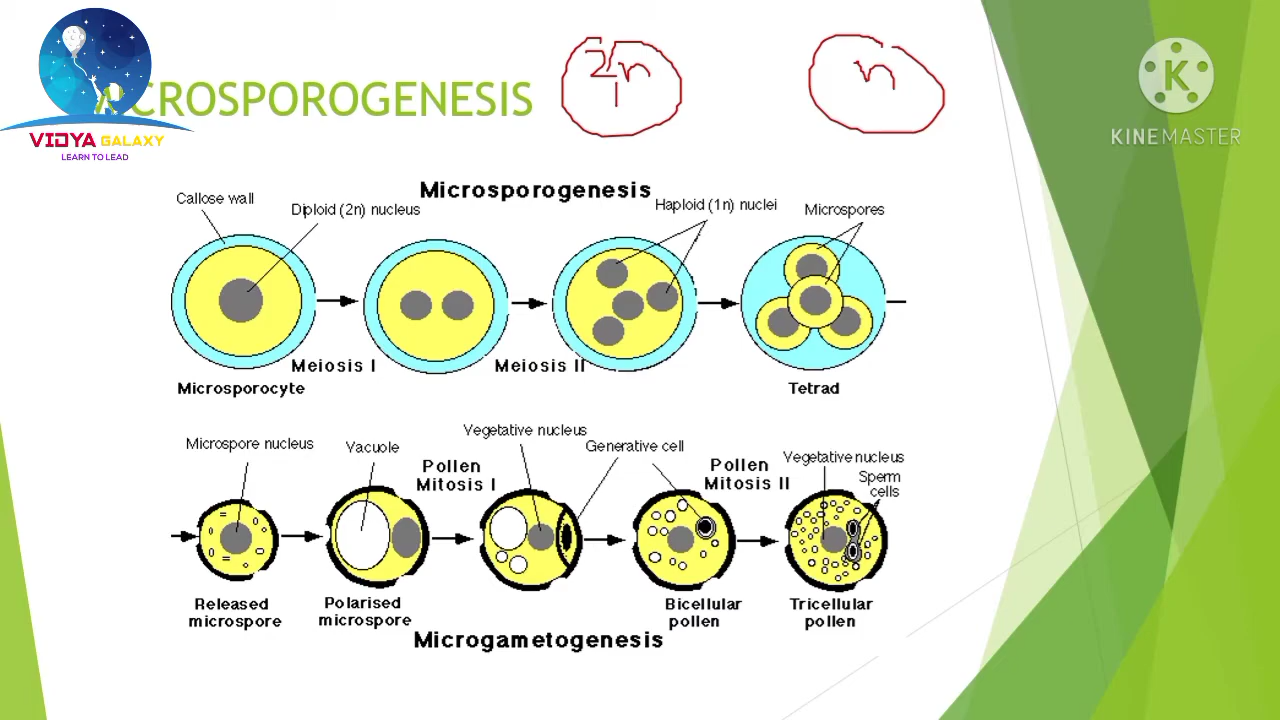 MICROSPOROGENESIS
VIDYA GALAXY
LEARN TO LEAD
2n
n
K
KINEMASTER
Microsporogenesis
Callose wall
Diploid (2n) nucleus
Haploid (1n) nuclei
Microspores
Meiosis I
Meiosis II
Microsporocyte
Tetrad
Microspore nucleus
Vacuole
Vegetative nucleus
Generative cell
Pollen
Mitosis I
Pollen
Mitosis II
Vegetative nucleus
Sperm
cells
Released
microspore
Polarised
microspore
Bicellular
pollen
Tricellular
pollen
Microgametogenesis